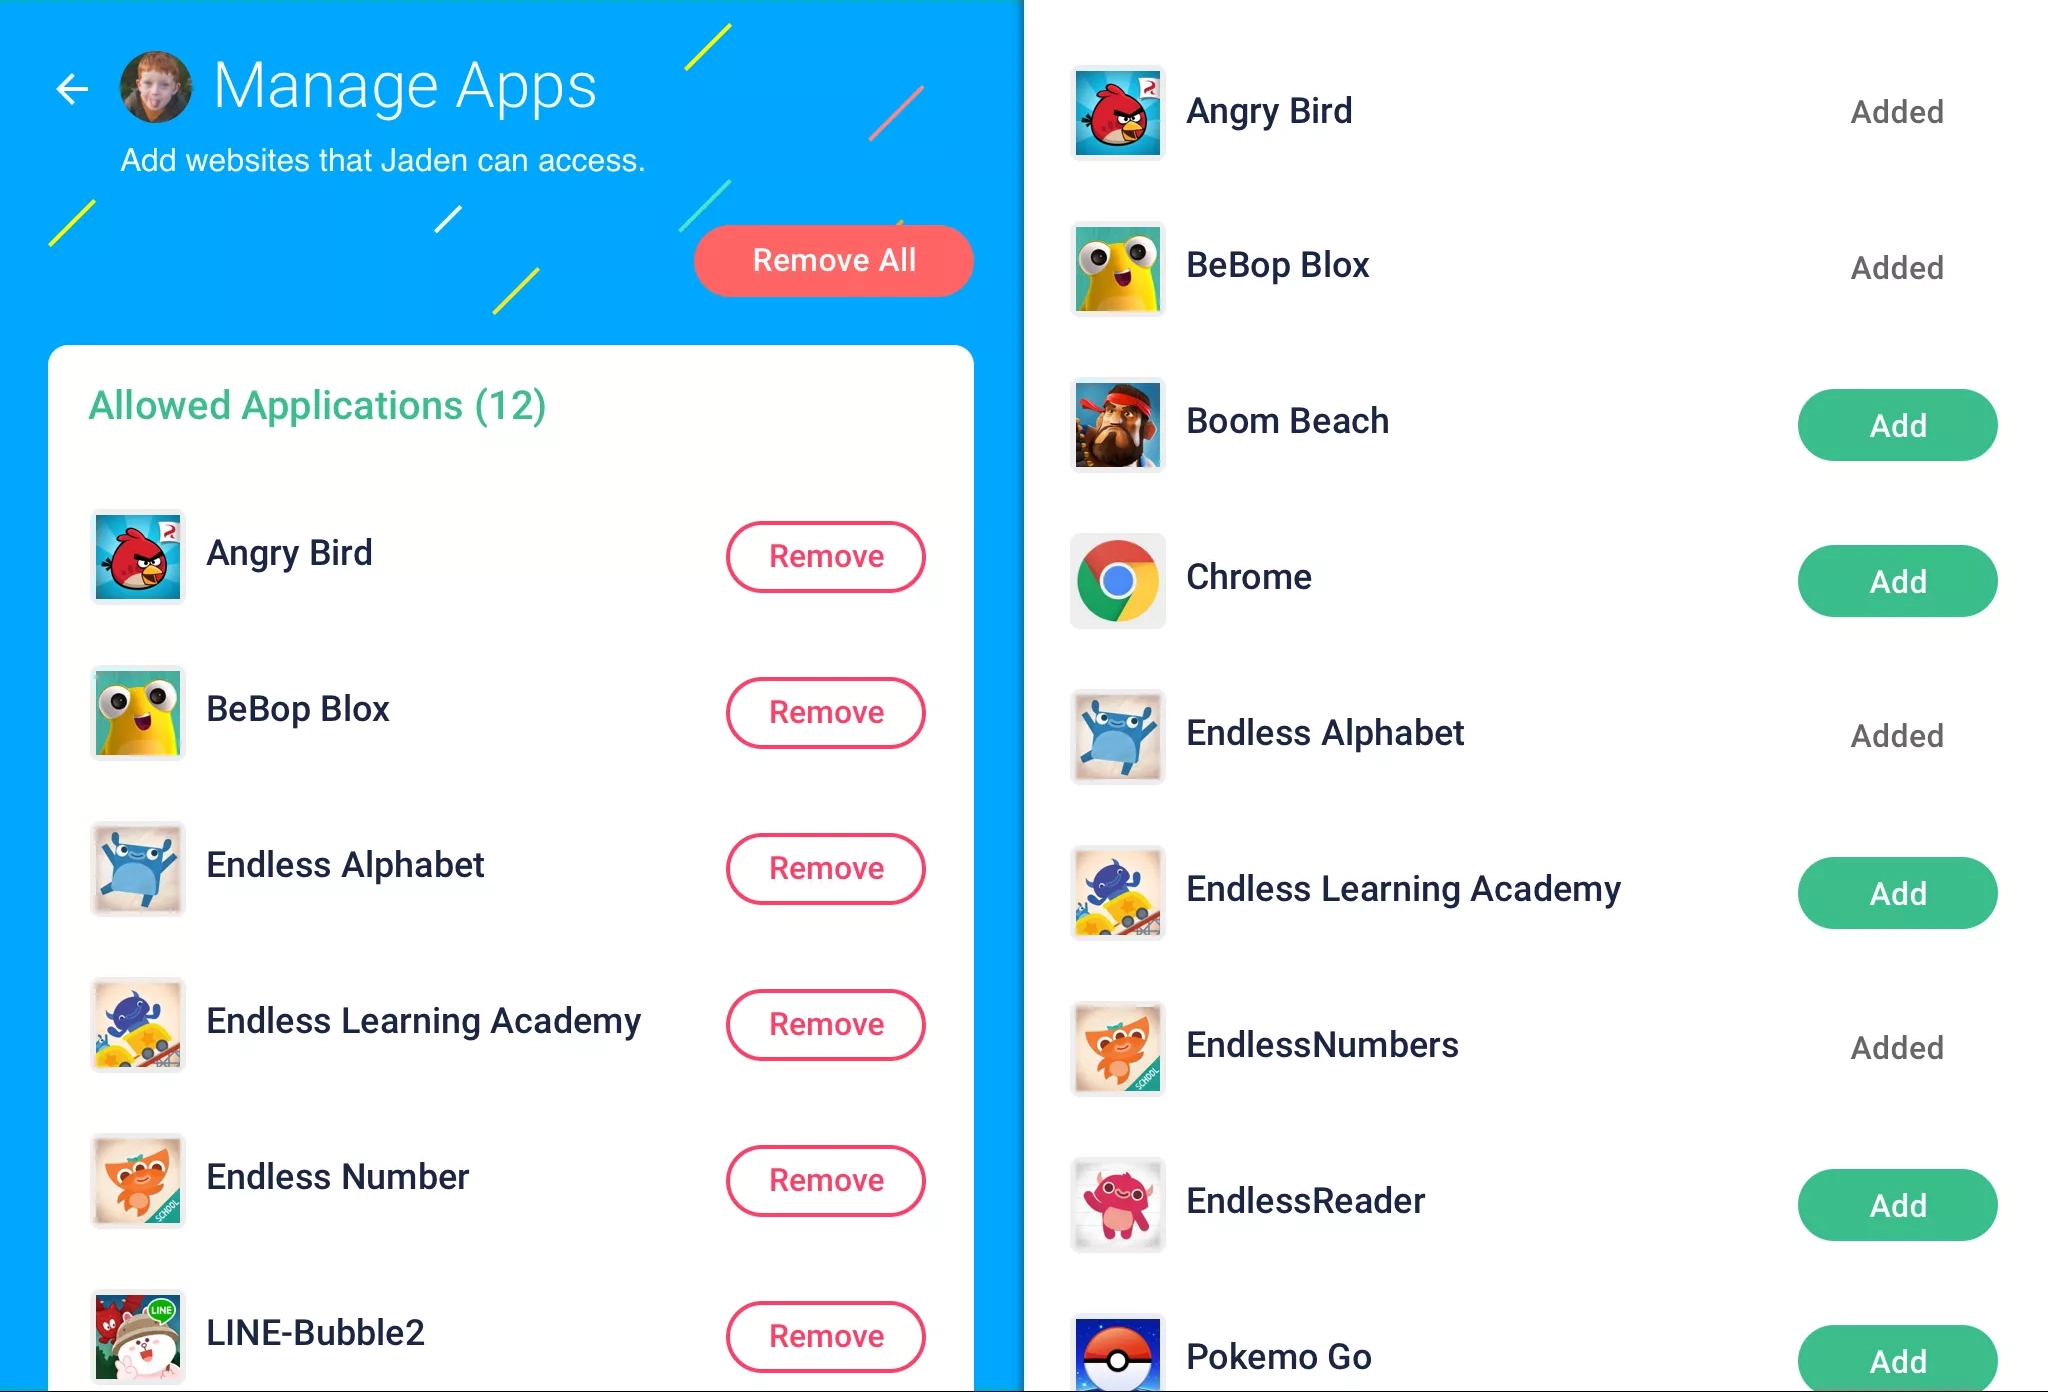 Manage Apps
Add websites that Jaden can access.
Remove All
Allowed Applications (12)
Angry Bird
Remove
BeBop Blox
Remove
Endless Alphabet
Remove
Endless Learning Academy
Remove
Endless Number
SCHOOL
Remove
LINE
LINE-Bubble2
Remove
Angry Bird
Added
BeBop Blox
Added
Boom Beach
Add
Chrome
Add
Endless Alphabet
Added
Endless Learning Academy
Add
EndlessNumbers
SCHOOL
Added
EndlessReader
Add
Pokemo Go
Add